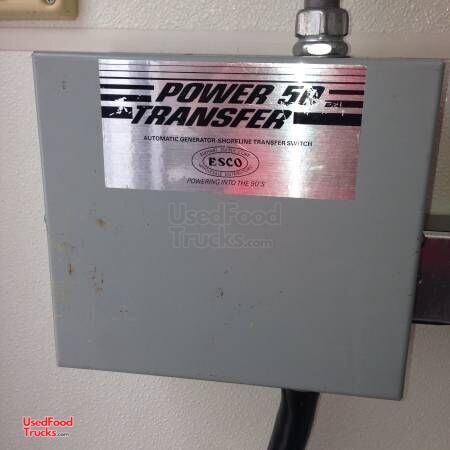 POWER 50
TRANSFER
AUTOMATIC GENERATOR-SHORELINE TRANSFER SWITCH
ESCO
POWERING INTO THE 90'S
UsedFood
Trucks.com
UsedFood
Trucks.com